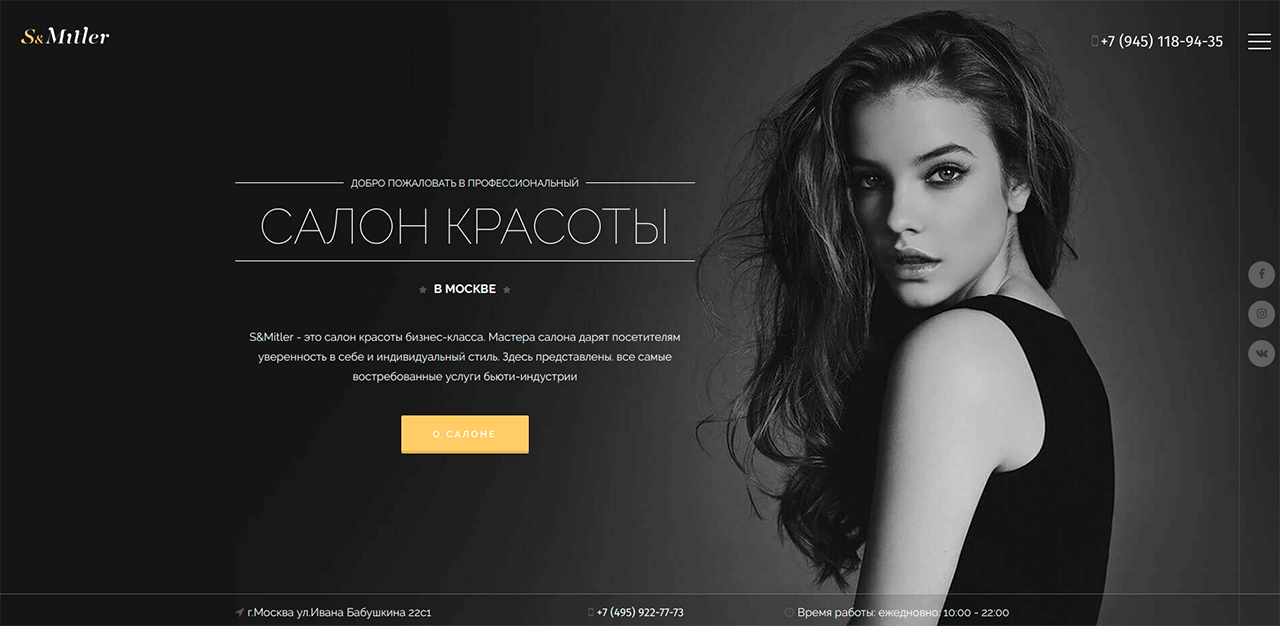 S&Mitler
+7 (945) 118-94-35
ДОБРО ПОЖАЛОВАТЬ В ПРОФЕССИОНАЛЬНЫЙ
САЛОН КРАСОТЫ
В МОСКВЕ
S&Mitler - это салон красоты бизнес-класса. Мастера салона дарят посетителям
уверенность в себе и индивидуальный стиль. Здесь представлены. все самые
востребованные услуги бьюти-индустрии
О САЛОНЕ
г.Москва ул.Ивана Бабушкина 22с1
+7 (495) 922-77-73
Время работы: ежедневно: 10:00 - 22:00